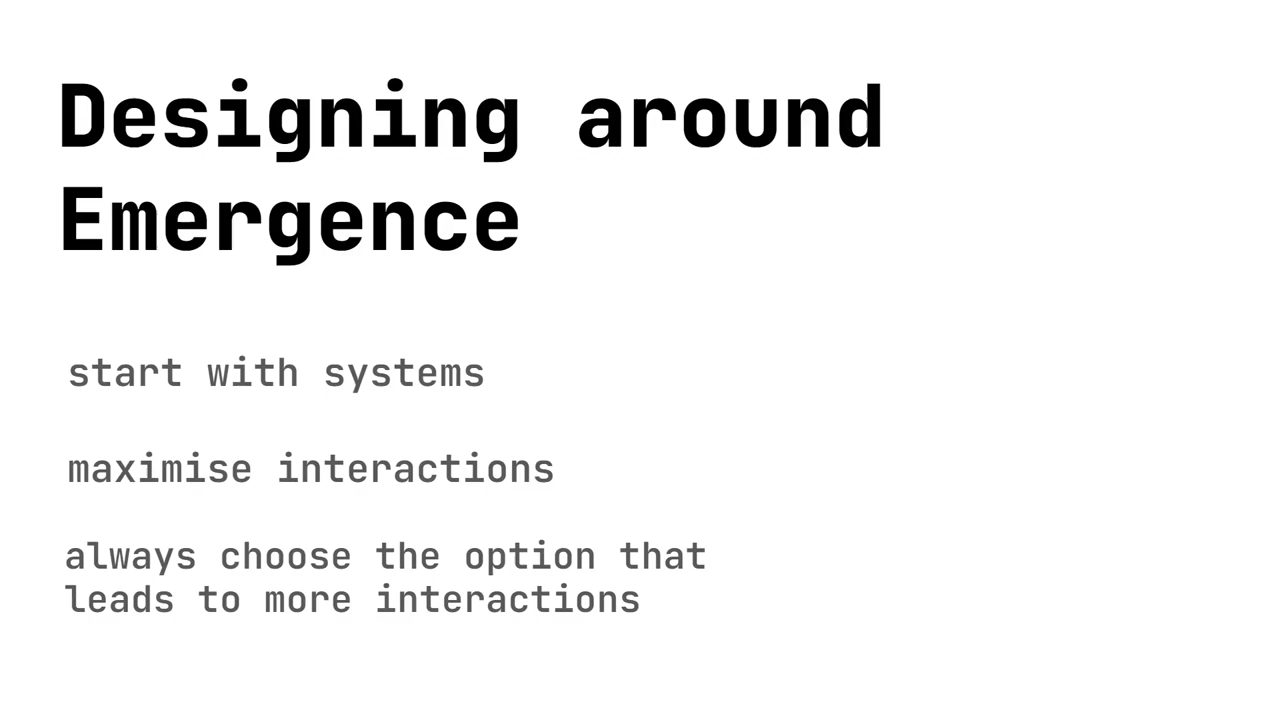 Designing around
Emergence
start with systems
maximise interactions
always choose the option that
leads to more interactions